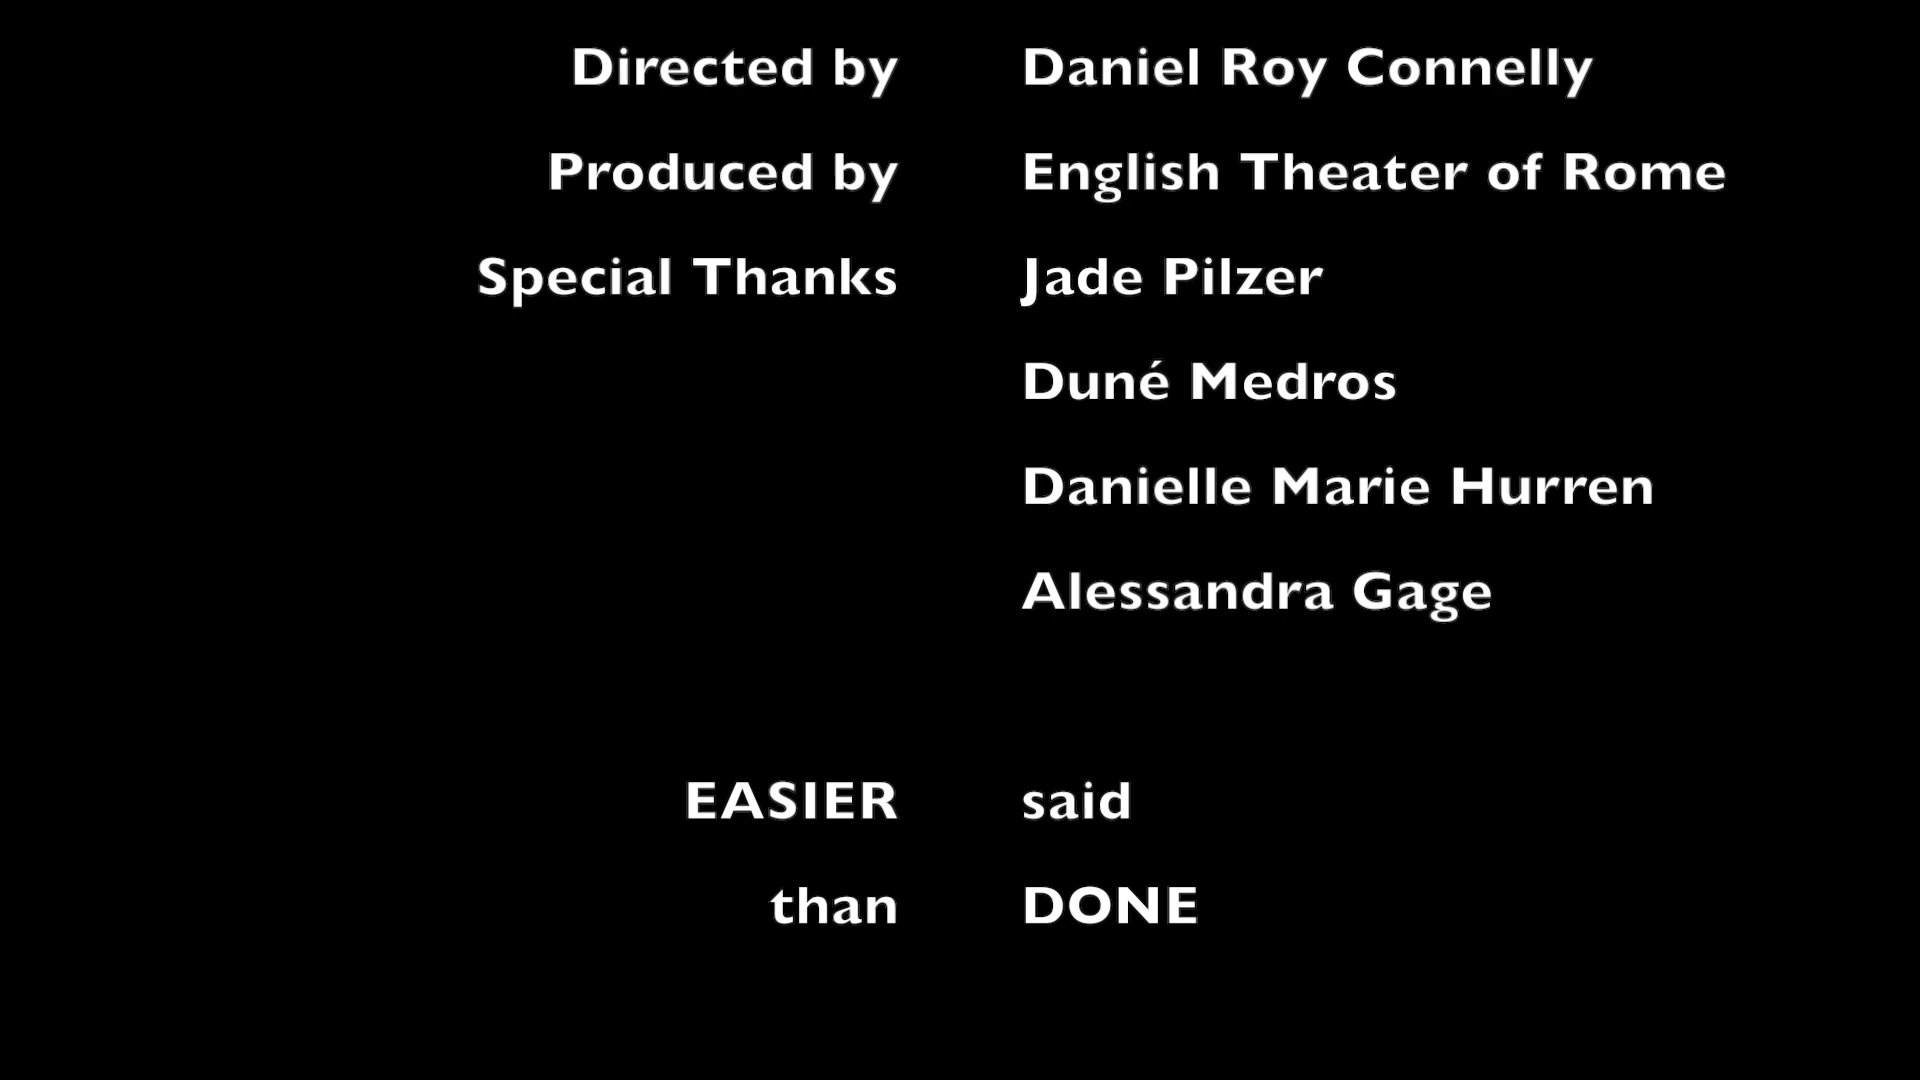 Directed by Daniel Roy Connelly
Produced by English Theater of Rome
Special Thanks Jade Pilzer
Duné Medros
Danielle Marie Hurren
Alessandra Gage
EASIER said
than DONE